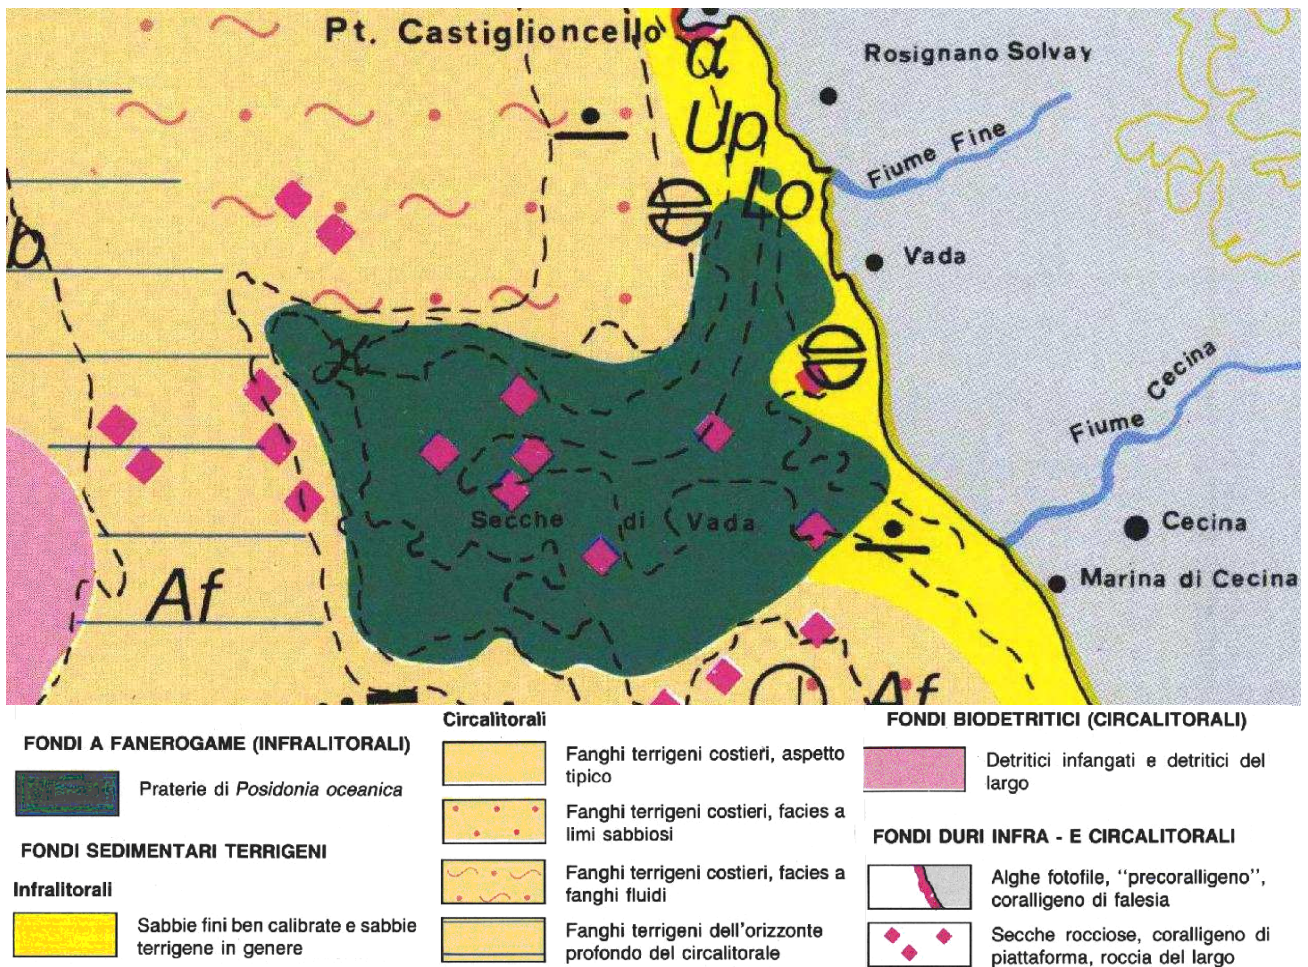 Pt. Castiglioncello
Rosignano Solvay
α
Up
Fiume Fine
Lo
b
Vada
Fiume Cecina
Secche di Vada
Cecina
Marina di Cecina
Af
Af
FONDI A FANEROGAME (INFRALITORALI)
Praterie di Posidonia oceanica
FONDI SEDIMENTARI TERRIGENI
Infralitorali
Sabbie fini ben calibrate e sabbie
terrigene in genere
Circalitorali
Fanghi terrigeni costieri, aspetto
tipico
Fanghi terrigeni costieri, facies a
limi sabbiosi
Fanghi terrigeni costieri, facies a
fanghi fluidi
Fanghi terrigeni dell'orizzonte
profondo del circalitorale
FONDI BIODETRITICI (CIRCALITORALI)
Detritici infangati e detritici del
largo
FONDI DURI INFRA - E CIRCALITORALI
Alghe fotofile, "precoralligeno",
coralligeno di falesia
Secche rocciose, coralligeno di
piattaforma, roccia del largo